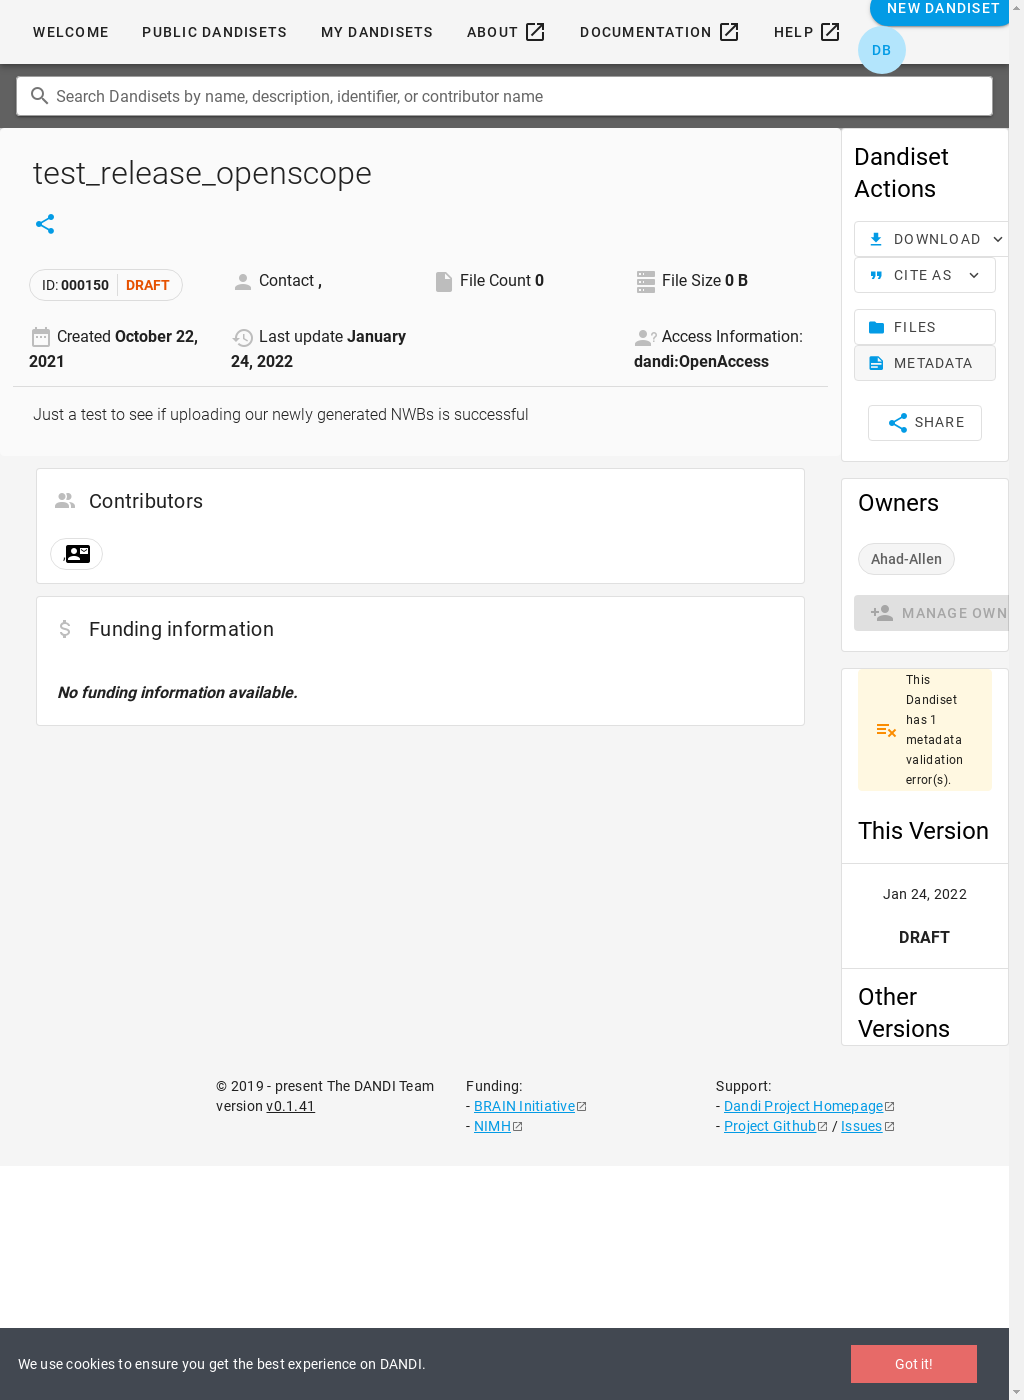 WELCOME
PUBLIC DANDISETS
MY DANDISETS
ABOUT
DOCUMENTATION
HELP
NEW DANDISET
DB
Search Dandisets by name, description, identifier, or contributor name
test_release_openscope
ID: 000150 DRAFT
Contact ,
File Count 0
File Size 0 B
Created October 22,
2021
Last update January
24, 2022
Access Information:
dandi:OpenAccess
Just a test to see if uploading our newly generated NWBs is successful
Contributors
,
Funding information
No funding information available.
Dandiset
Actions
DOWNLOAD
CITE AS
FILES
METADATA
SHARE
Owners
Ahad-Allen
MANAGE OWN
This
Dandiset
has 1
metadata
validation
error(s).
This Version
Jan 24, 2022
DRAFT
Other
Versions
© 2019 - present The DANDI Team
version v0.1.41
Funding:
- BRAIN Initiative
- NIMH
Support:
- Dandi Project Homepage
- Project Github / Issues
We use cookies to ensure you get the best experience on DANDI.
Got it!